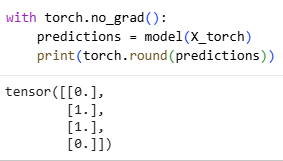 with torch.no_grad():
    predictions = model(X_torch)
    print(torch.round(predictions))
tensor([[0.],
        [1.],
        [1.],
        [0.]])